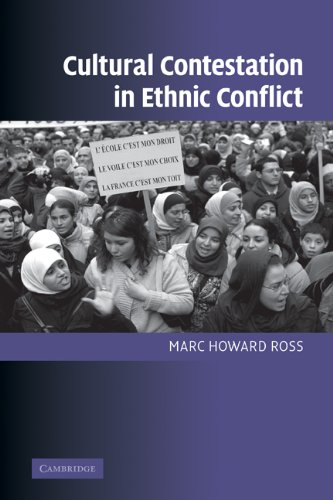 Cultural Contestation
in Ethnic Conflict
L'ÉCOLE C'EST MON DROIT
LE VOILE C'EST MON CHOIX
LA FRANCE C'EST MON TOIT
MARC HOWARD ROSS
CAMBRIDGE